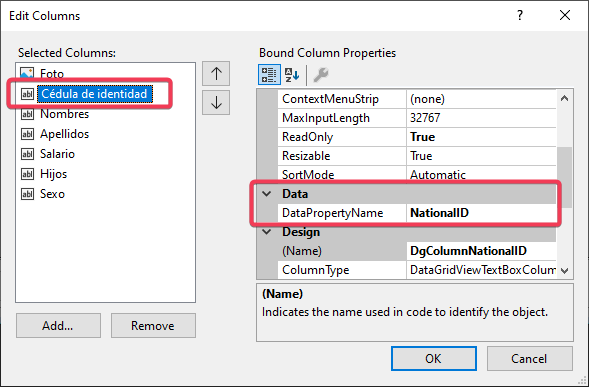 Edit Columns
Selected Columns:
Foto
Cédula de identidad
Nombres
Apellidos
Salario
Hijos
Sexo
Add...
Remove
Bound Column Properties
ContextMenuStrip (none)
MaxInputLength 32767
ReadOnly True
Resizable True
SortMode Automatic
Data
DataPropertyName NationalID
Design
(Name) DgColumnNationalID
ColumnType DataGridViewTextBoxColum
(Name)
Indicates the name used in code to identify the object.
OK
Cancel